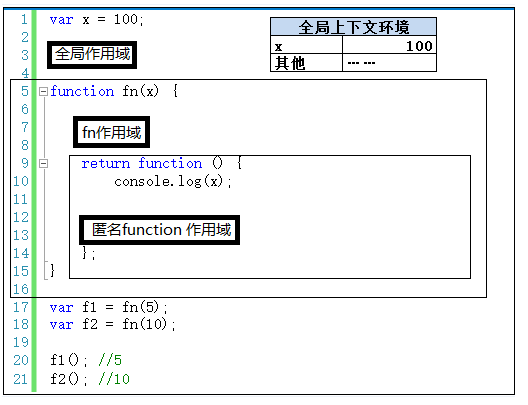 1 var x = 100;
全局上下文环境
x 100
其他 … …
2
3 全局作用域
4
5 function fn(x) {
6
7 fn作用域
8
9 return function () {
10 console.log(x);
11
12
13 匿名function 作用域
14 };
15 }
16
17 var f1 = fn(5);
18 var f2 = fn(10);
19
20 f1(); //5
21 f2(); //10